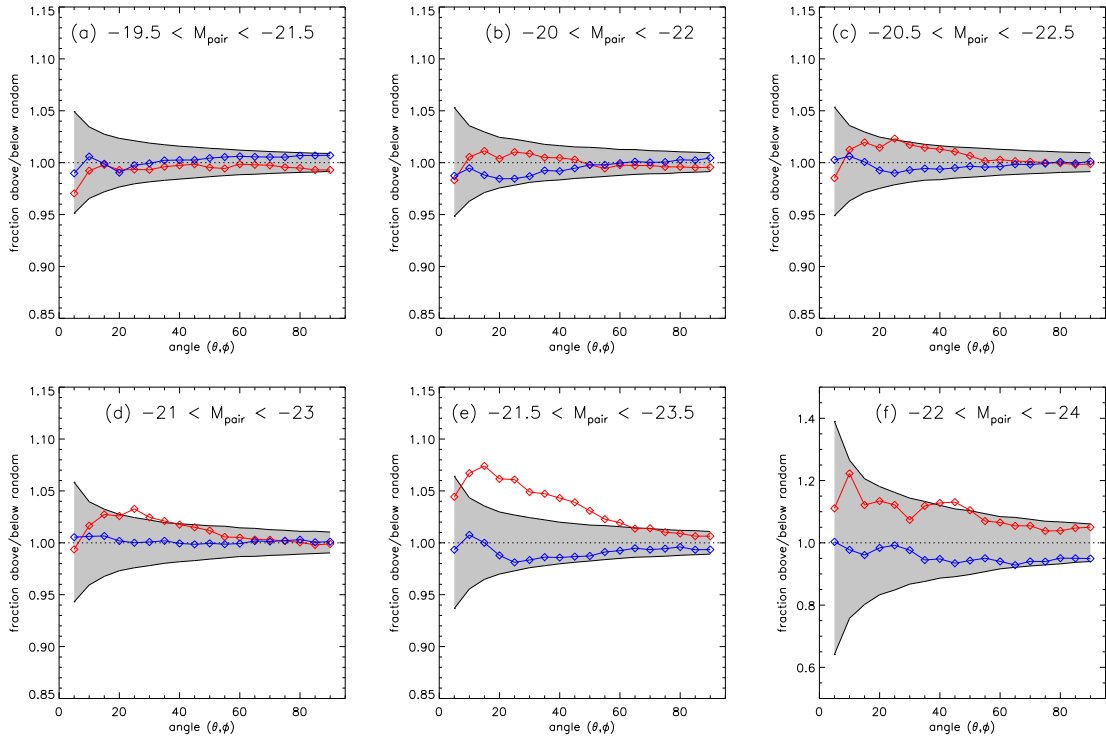 (a) -19.5 < Mpair < -21.5
fraction above/below random
1.15
1.10
1.05
1.00
0.95
0.90
0.85
0 20 40 60 80
angle (θ,ϕ)
(b) -20 < Mpair < -22
fraction above/below random
1.15
1.10
1.05
1.00
0.95
0.90
0.85
0 20 40 60 80
angle (θ,ϕ)
(c) -20.5 < Mpair < -22.5
fraction above/below random
1.15
1.10
1.05
1.00
0.95
0.90
0.85
0 20 40 60 80
angle (θ,ϕ)
(d) -21 < Mpair < -23
fraction above/below random
1.15
1.10
1.05
1.00
0.95
0.90
0.85
0 20 40 60 80
angle (θ,ϕ)
(e) -21.5 < Mpair < -23.5
fraction above/below random
1.15
1.10
1.05
1.00
0.95
0.90
0.85
0 20 40 60 80
angle (θ,ϕ)
(f) -22 < Mpair < -24
fraction above/below random
1.4
1.2
1.0
0.8
0.6
0 20 40 60 80
angle (θ,ϕ)